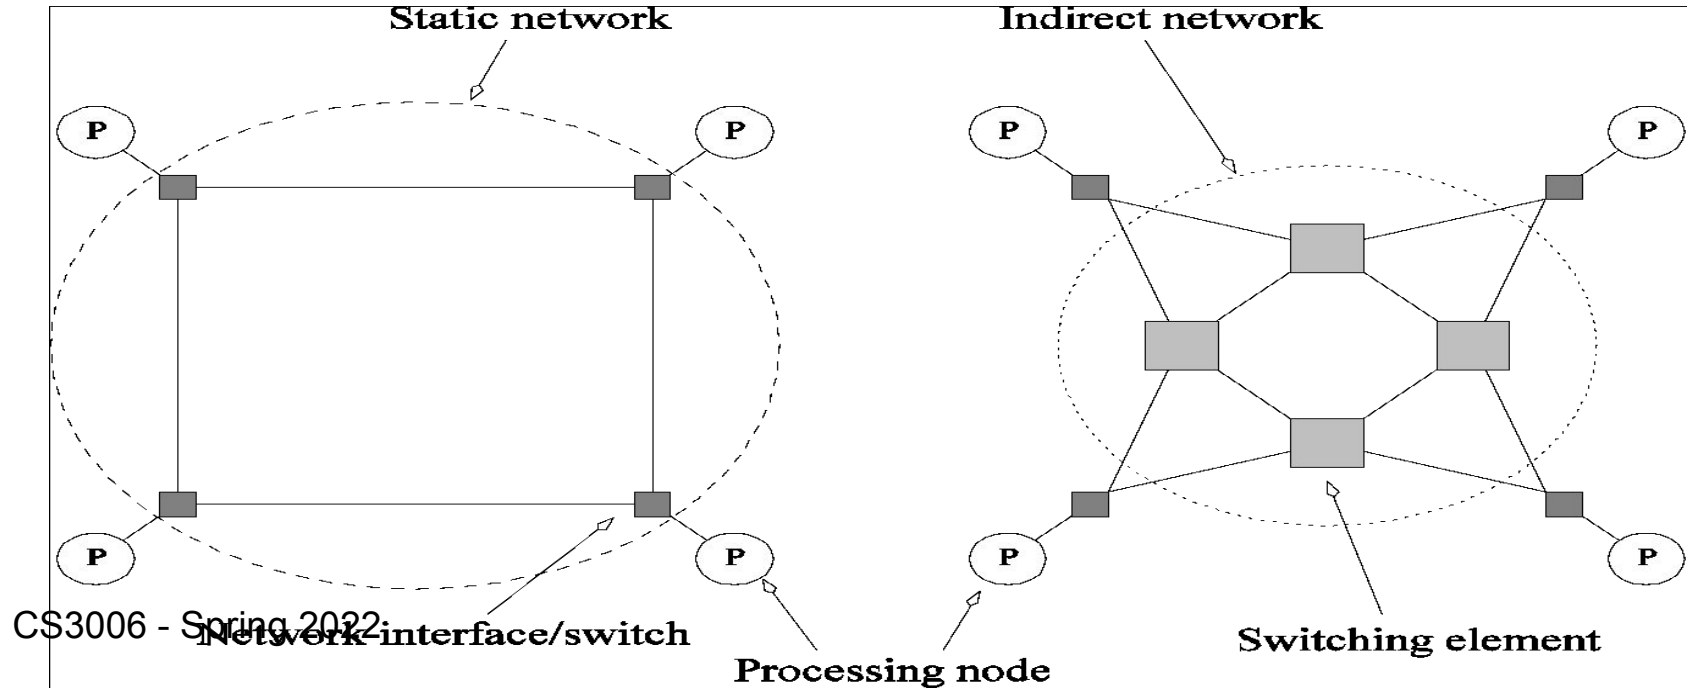 Static network
Indirect network
P
P
P
P
P
P
P
P
CS3006 - Spring 2022
Network interface/switch
Switching element
Processing node